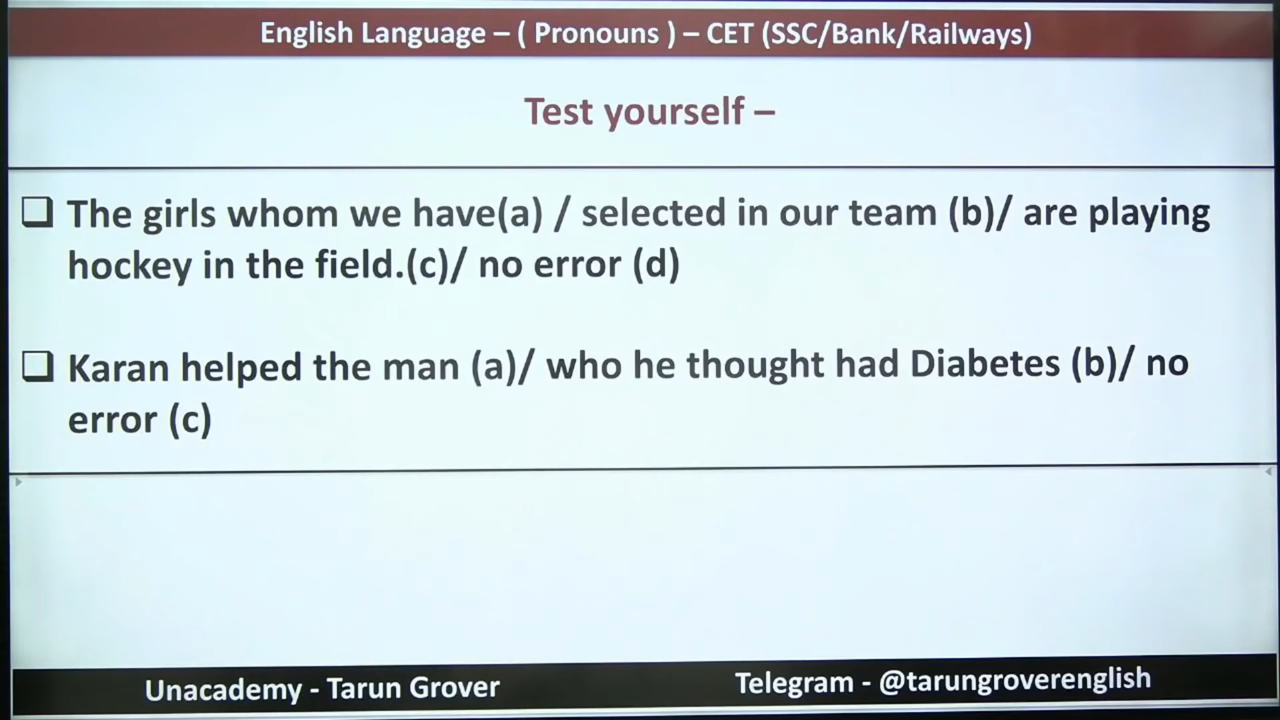 English Language – ( Pronouns ) – CET (SSC/Bank/Railways)
Test yourself –
The girls whom we have(a) / selected in our team (b)/ are playing
hockey in the field.(c)/ no error (d)
Karan helped the man (a)/ who he thought had Diabetes (b)/ no
error (c)
Unacademy - Tarun Grover
Telegram - @tarungroverenglish